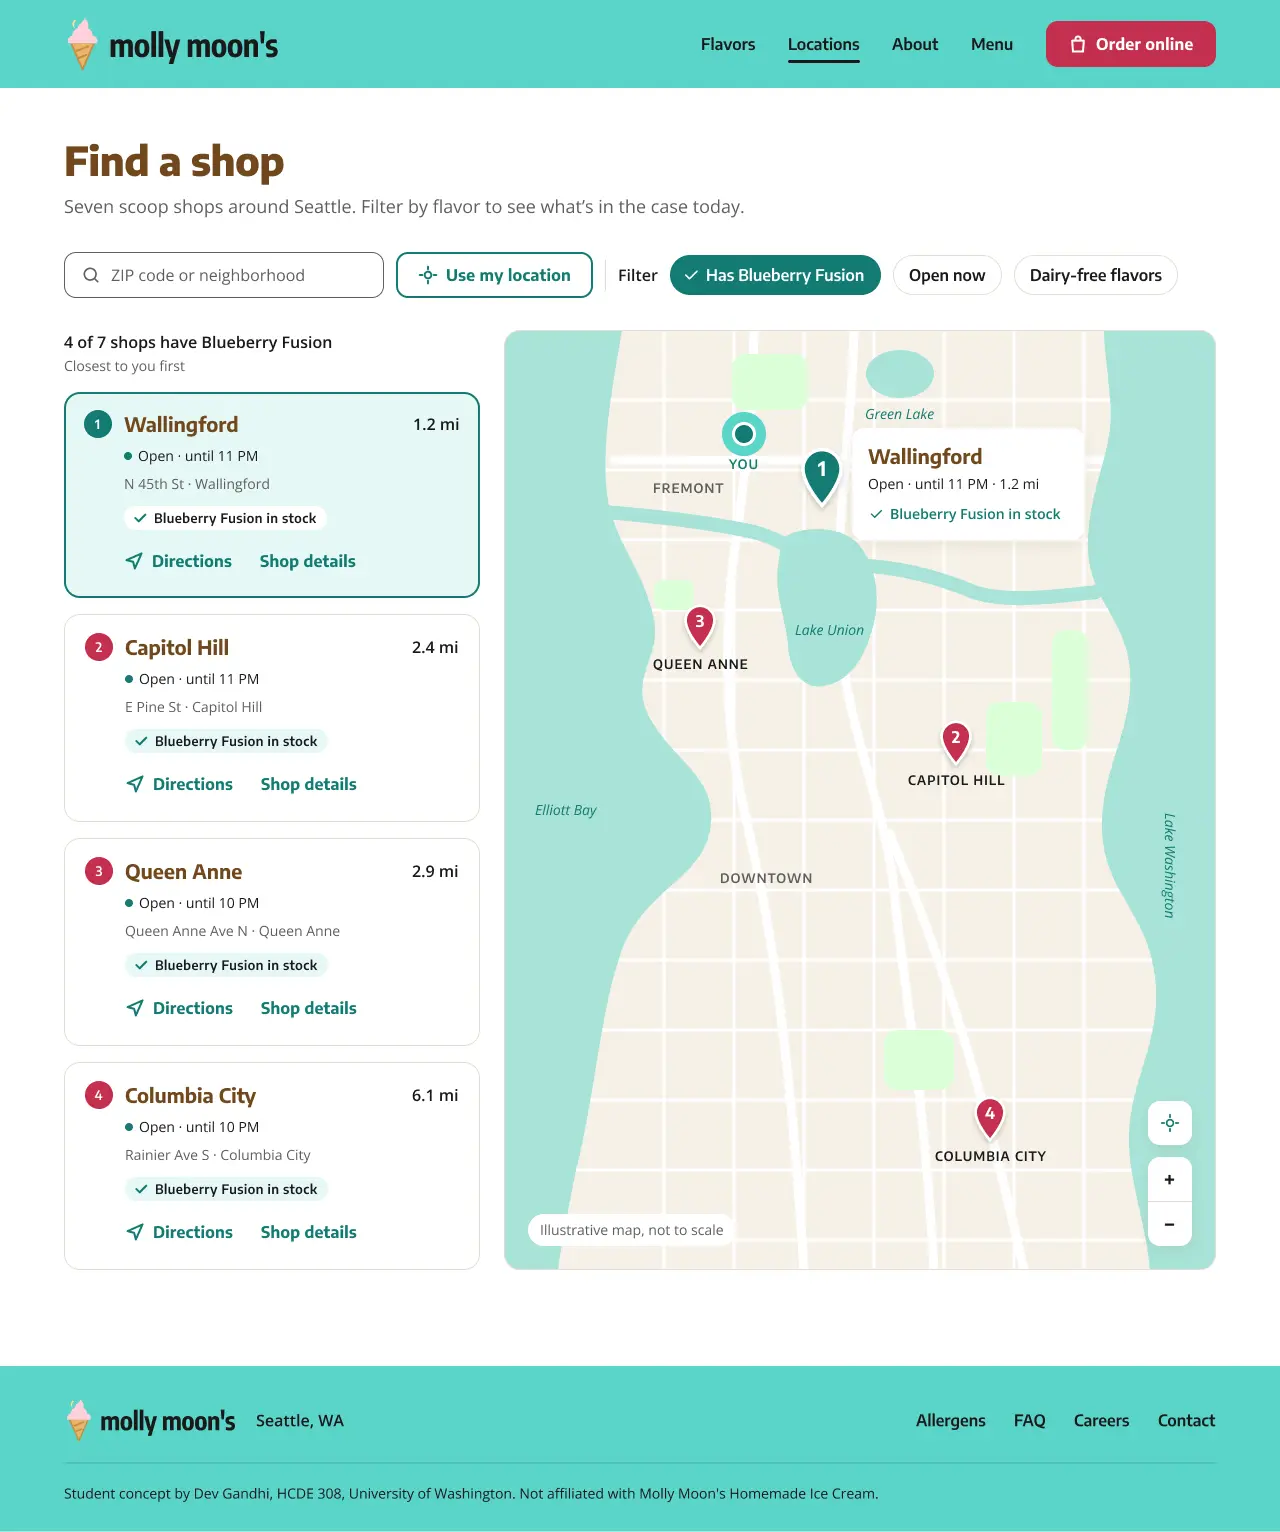 molly moon's
Flavors Locations About Menu Order online
Find a shop
Seven scoop shops around Seattle. Filter by flavor to see what’s in the case today.
ZIP code or neighborhood Use my location Filter Has Blueberry Fusion Open now Dairy-free flavors
4 of 7 shops have Blueberry Fusion
Closest to you first
1 Wallingford 1.2 mi
Open · until 11 PM
N 45th St · Wallingford
Blueberry Fusion in stock
Directions Shop details
2 Capitol Hill 2.4 mi
Open · until 11 PM
E Pine St · Capitol Hill
Blueberry Fusion in stock
Directions Shop details
3 Queen Anne 2.9 mi
Open · until 10 PM
Queen Anne Ave N · Queen Anne
Blueberry Fusion in stock
Directions Shop details
4 Columbia City 6.1 mi
Open · until 10 PM
Rainier Ave S · Columbia City
Blueberry Fusion in stock
Directions Shop details
Green Lake
YOU
FREMONT
1
Wallingford
Open · until 11 PM · 1.2 mi
Blueberry Fusion in stock
3
QUEEN ANNE
Lake Union
2
CAPITOL HILL
Elliott Bay
Lake Washington
DOWNTOWN
4
COLUMBIA CITY
+
−
Illustrative map, not to scale
molly moon's Seattle, WA
Allergens FAQ Careers Contact
Student concept by Dev Gandhi, HCDE 308, University of Washington. Not affiliated with Molly Moon's Homemade Ice Cream.